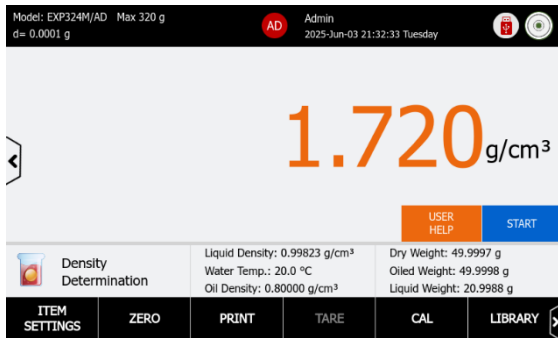 Model: EXP324M/AD Max 320 g
d= 0.0001 g
AD
Admin
2025-Jun-03 21:32:33 Tuesday
1.720 g/cm³
USER
HELP
START
Density
Determination
Liquid Density: 0.99823 g/cm³
Water Temp.: 20.0 °C
Oil Density: 0.80000 g/cm³
Dry Weight: 49.9997 g
Oiled Weight: 49.9998 g
Liquid Weight: 20.9988 g
ITEM
SETTINGS
ZERO
PRINT
TARE
CAL
LIBRARY